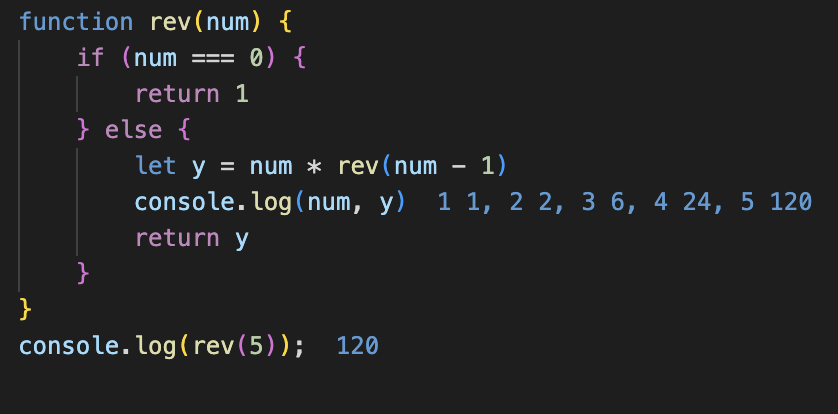 function rev(num) {
    if (num === 0) {
        return 1
    } else {
        let y = num * rev(num - 1)
        console.log(num, y)  1 1, 2 2, 3 6, 4 24, 5 120
        return y
    }
}
console.log(rev(5));  120